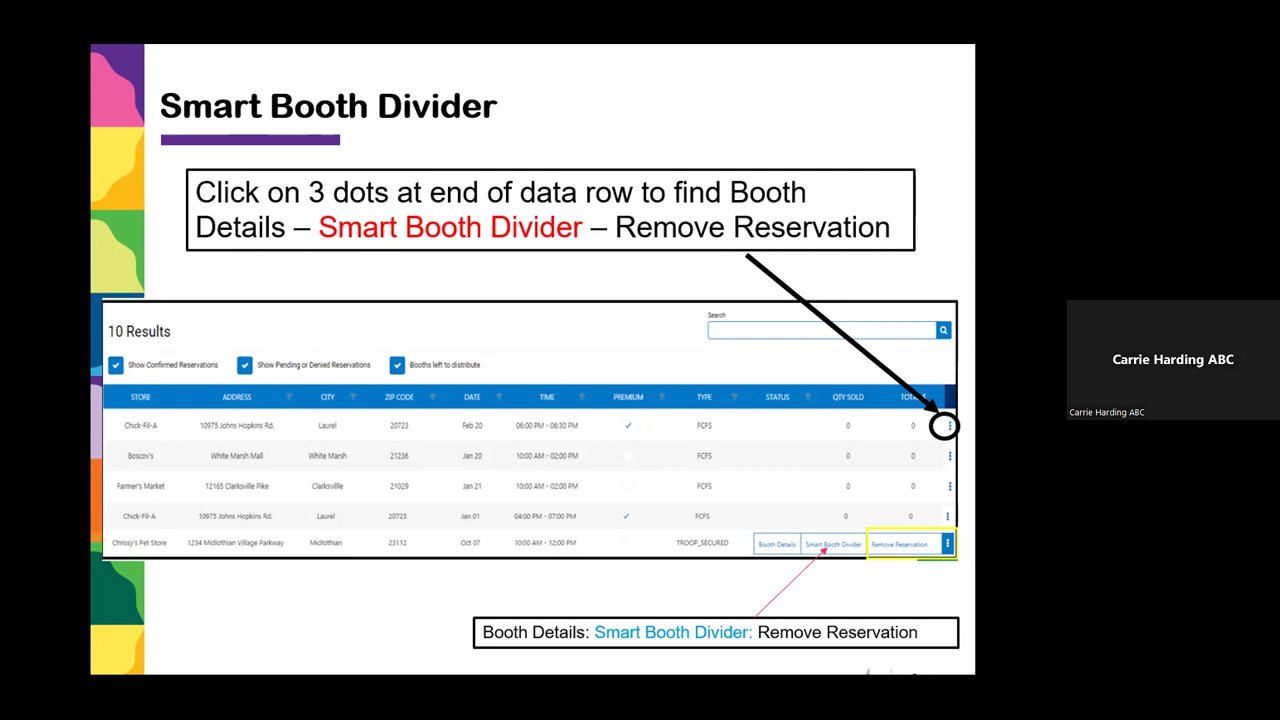 Smart Booth Divider
Click on 3 dots at end of data row to find Booth
Details – Smart Booth Divider – Remove Reservation
Search
10 Results
Show Confirmed Reservations Show Pending or Denied Reservations Booths left to distribute
STORE ADDRESS CITY ZIP CODE DATE TIME PREMIUM TYPE STATUS QTY SOLD
Chick-Fil-A 10975 Johns Hopkins Rd. Laurel 20723 Feb 20 06:00 PM - 06:30 PM FCFS 0 0
Boscov's White Marsh Mall White Marsh 21236 Jan 20 10:00 AM - 02:00 PM FCFS 0 0
Farmer's Market 12165 Clarksville Pike Clarksville 21029 Jan 21 10:00 AM - 02:00 PM FCFS 0 0
Chick-Fil-A 10975 Johns Hopkins Rd. Laurel 20723 Jan 01 04:00 PM - 07:00 PM FCFS 0 0
Chrissy's Pet Store 1234 Midlothian Village Parkway Midlothian 23112 Oct 07 10:00 AM - 12:00 PM TROOP_SECURED Booth Details Smart Booth Divider Remove Reservation
Booth Details: Smart Booth Divider: Remove Reservation
Carrie Harding ABC
Carrie Harding ABC